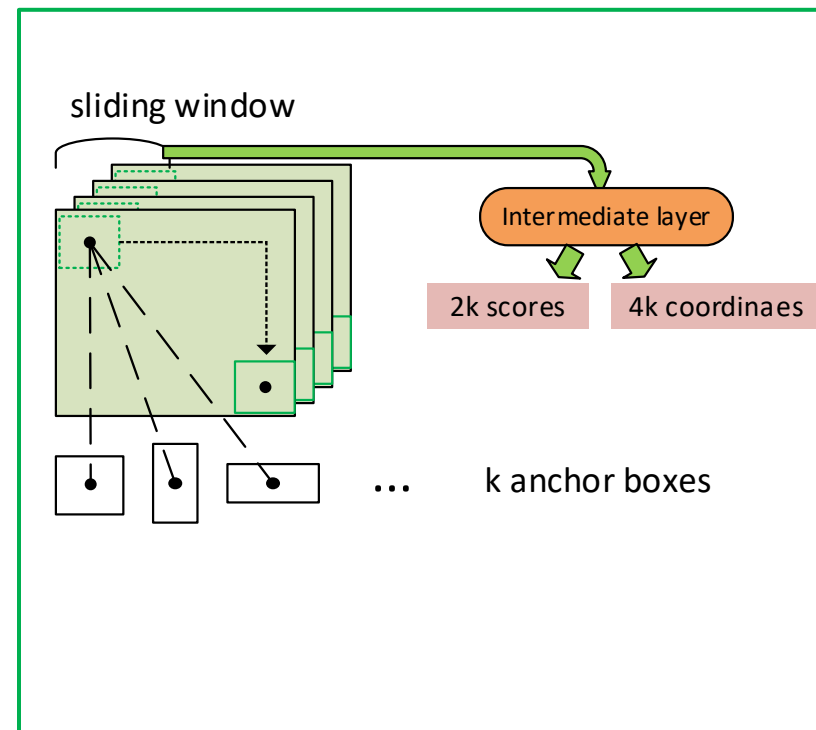 sliding window
Intermediate layer
2k scores
4k coordinaes
... k anchor boxes